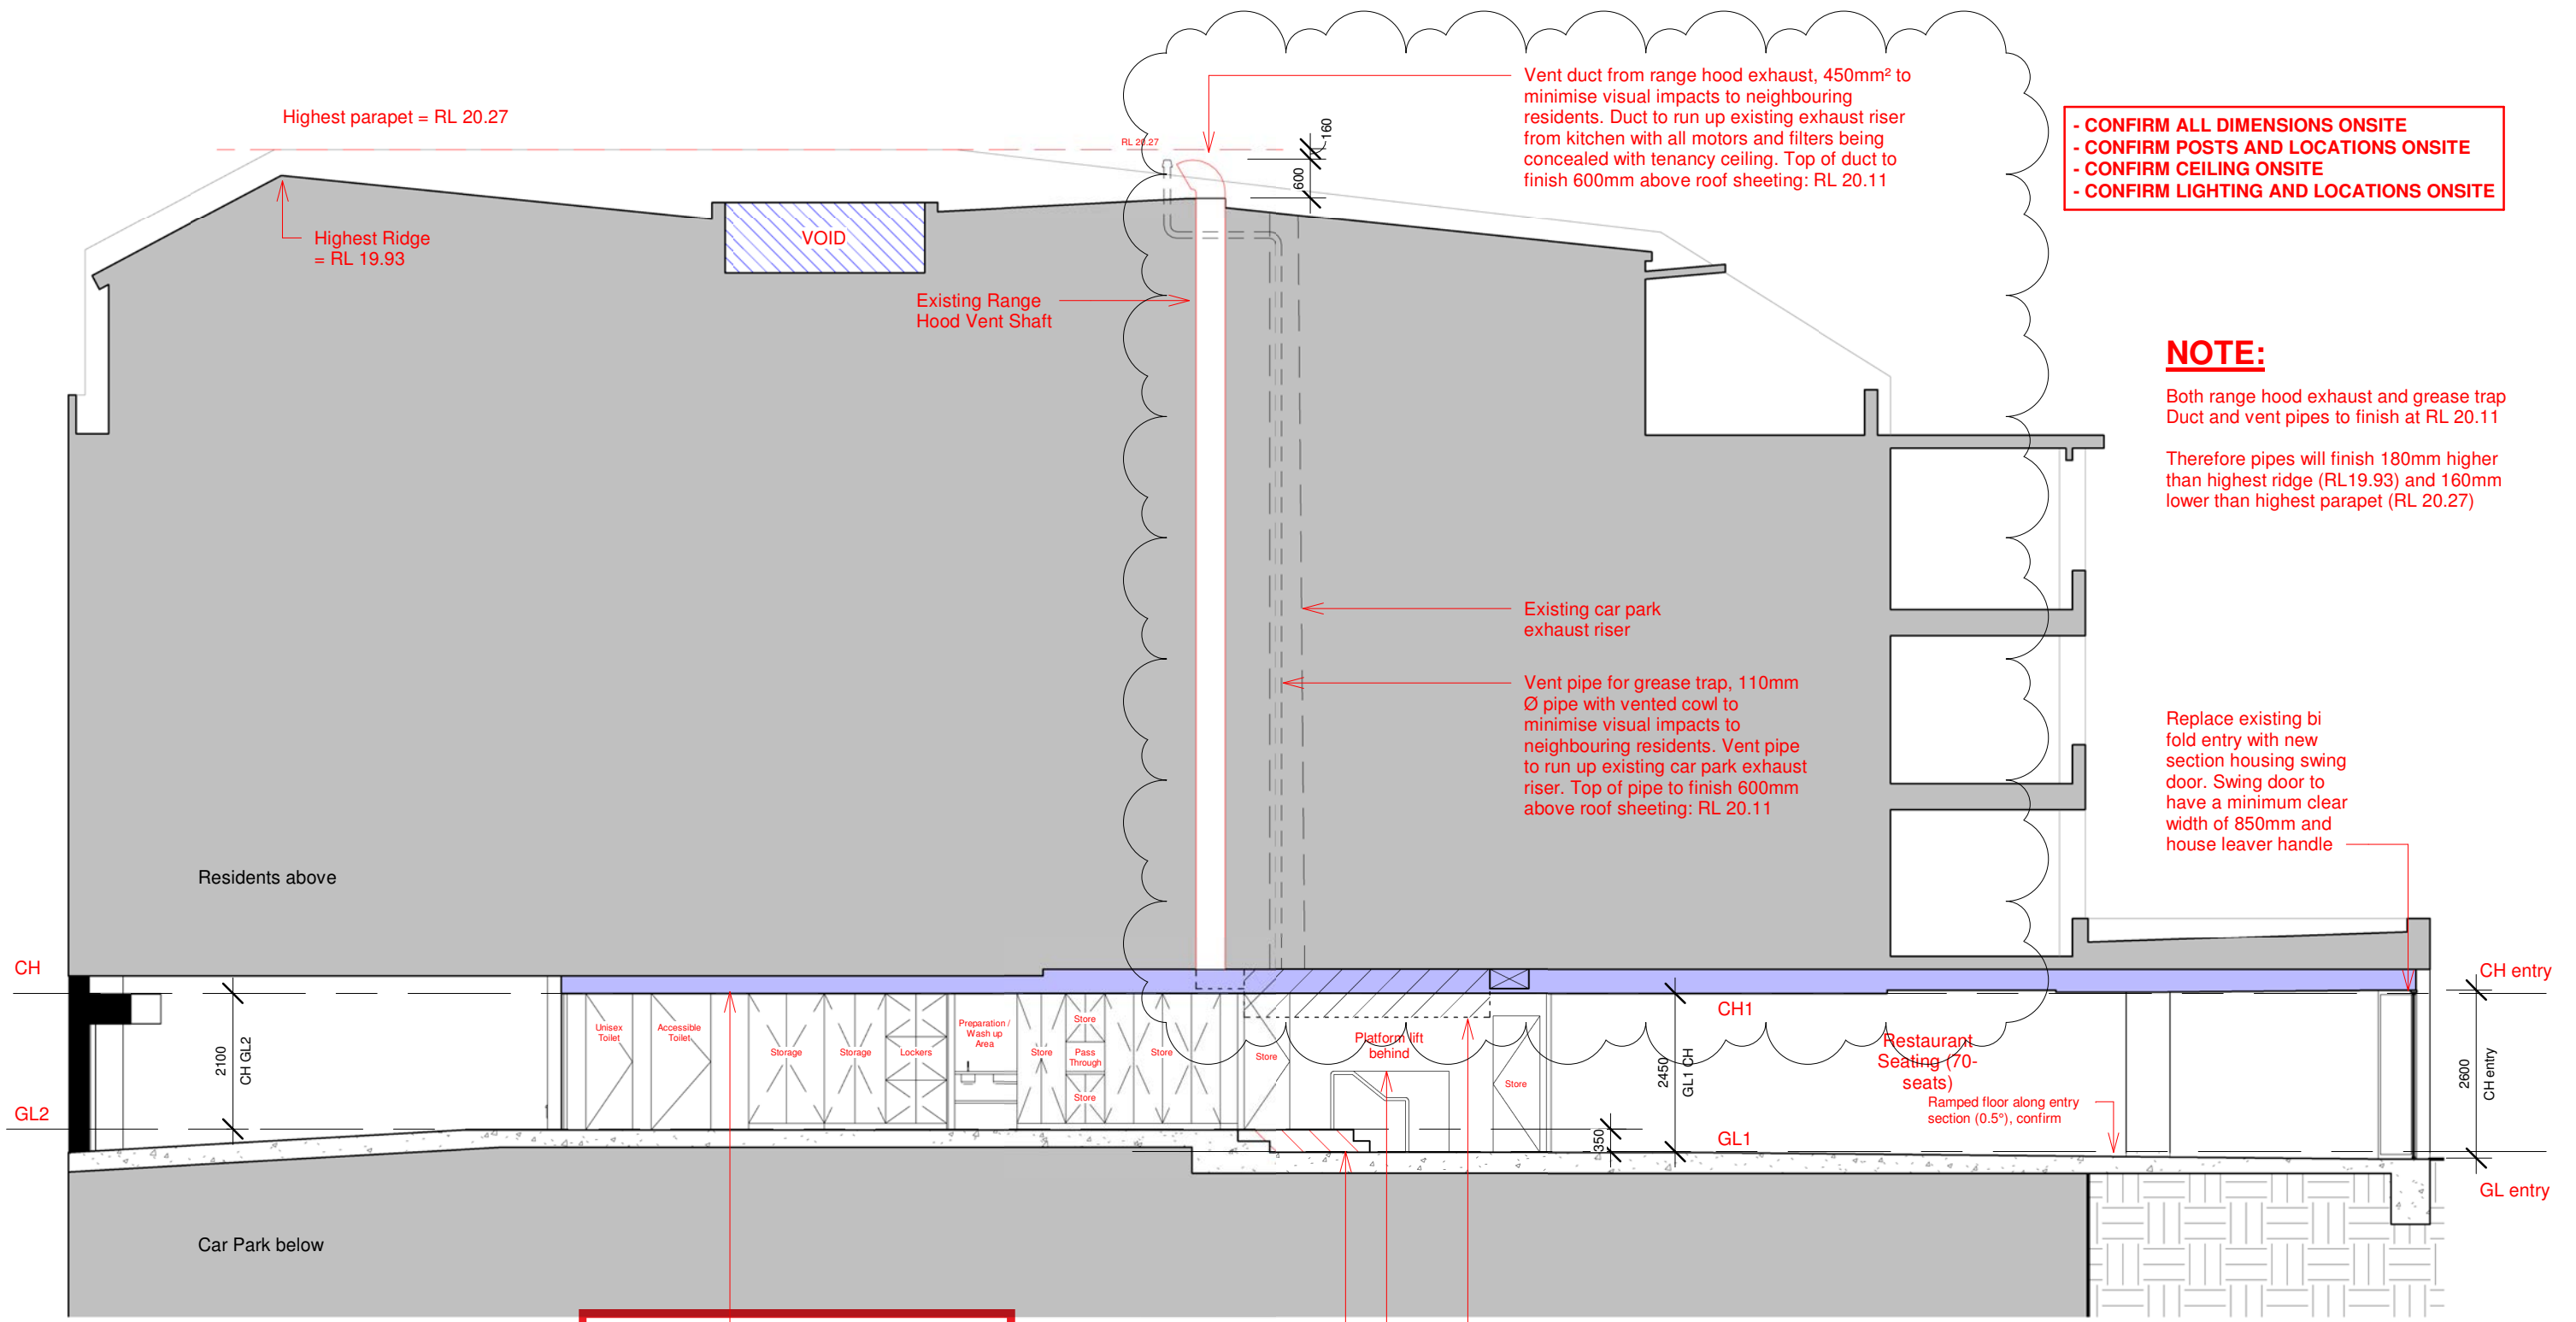 Highest parapet = RL 20.27
RL 20.27
160
600
Vent duct from range hood exhaust, 450mm² to
minimise visual impacts to neighbouring
residents. Duct to run up existing exhaust riser
from kitchen with all motors and filters being
concealed with tenancy ceiling. Top of duct to
finish 600mm above roof sheeting: RL 20.11
- CONFIRM ALL DIMENSIONS ONSITE
- CONFIRM POSTS AND LOCATIONS ONSITE
- CONFIRM CEILING ONSITE
- CONFIRM LIGHTING AND LOCATIONS ONSITE
Highest Ridge
= RL 19.93
VOID
Existing Range
Hood Vent Shaft
NOTE:
Both range hood exhaust and grease trap
Duct and vent pipes to finish at RL 20.11
Therefore pipes will finish 180mm higher
than highest ridge (RL19.93) and 160mm
lower than highest parapet (RL 20.27)
Existing car park
exhaust riser
Vent pipe for grease trap, 110mm
Ø pipe with vented cowl to
minimise visual impacts to
neighbouring residents. Vent pipe
to run up existing car park exhaust
riser. Top of pipe to finish 600mm
above roof sheeting: RL 20.11
Replace existing bi
fold entry with new
section housing swing
door. Swing door to
have a minimum clear
width of 850mm and
house leaver handle
Residents above
CH
CH entry
CH1
2100
CH GL2
Unisex
Toilet
Accessible
Toilet
Storage
Storage
Lockers
Preparation /
Wash up
Area
Store
Store
Pass
Through
Store
Store
Store
Platform lift
behind
Store
2450
GL1 CH
Restaurant
Seating (70-
seats)
2600
CH entry
Ramped floor along entry
section (0.5°), confirm
GL2
350
GL1
GL entry
Car Park below